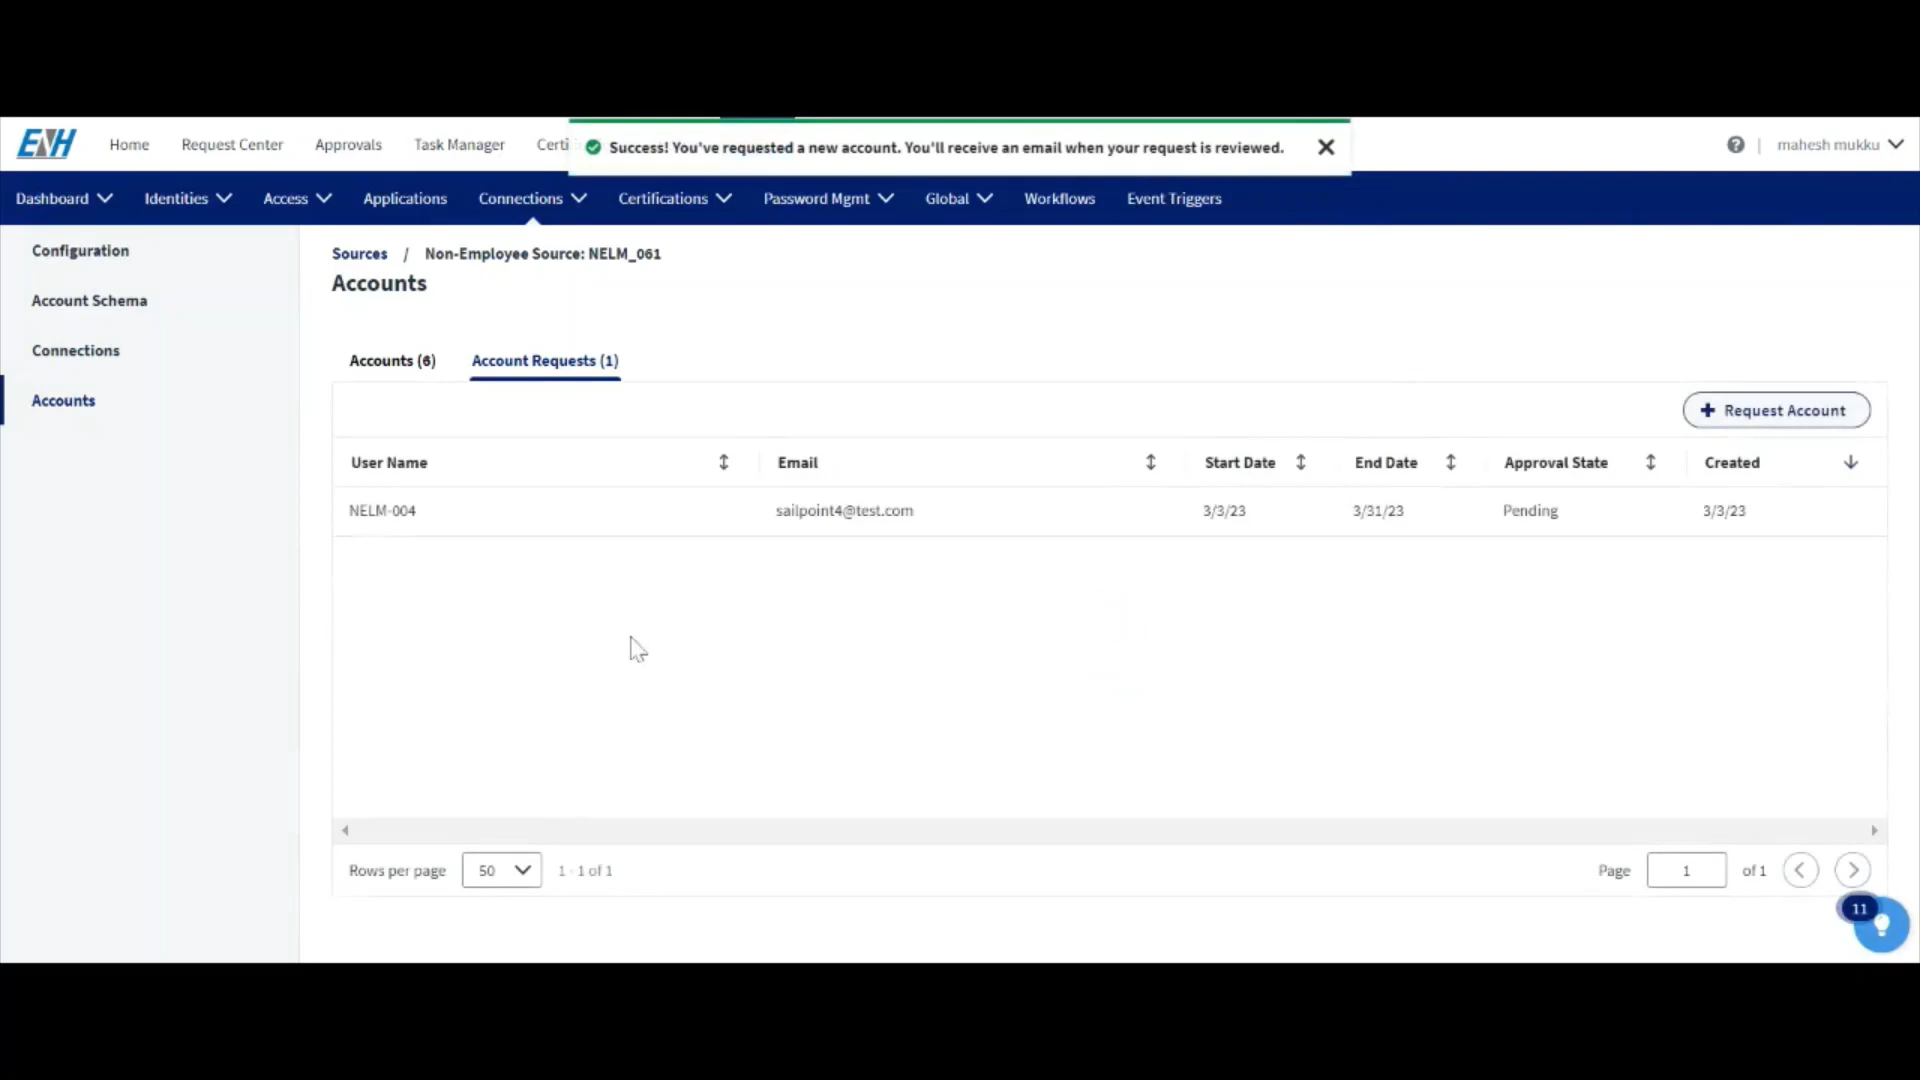 ENH
Home Request Center Approvals Task Manager Certi
Success! You've requested a new account. You'll receive an email when your request is reviewed.
mahesh mukku
Dashboard Identities Access Applications Connections Certifications Password Mgmt Global Workflows Event Triggers
Configuration
Account Schema
Connections
Accounts
Sources / Non-Employee Source: NELM_061
Accounts
Accounts (6) Account Requests (1)
+ Request Account
User Name Email Start Date End Date Approval State Created
NELM-004 sailpoint4@test.com 3/3/23 3/31/23 Pending 3/3/23
Rows per page 50 1 - 1 of 1
Page 1 of 1
11